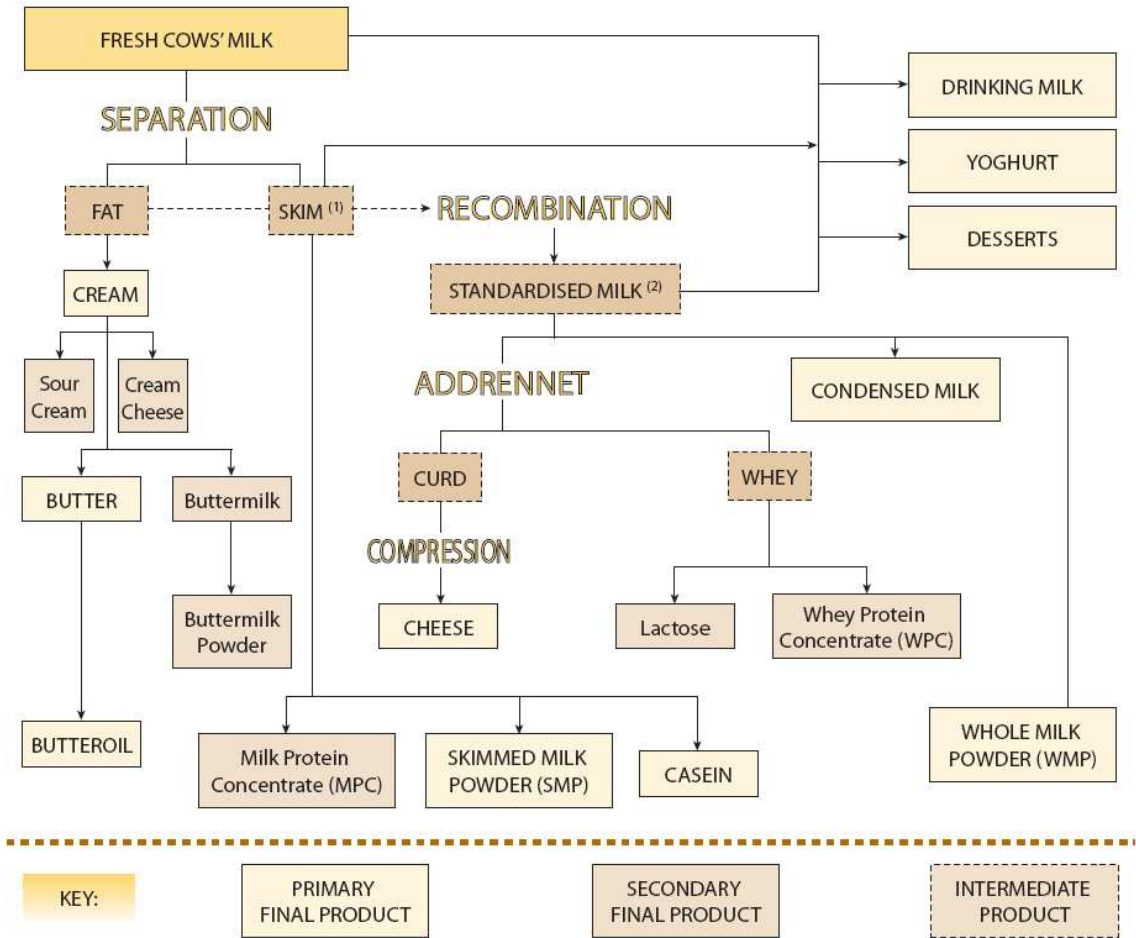 FRESH COWS' MILK
SEPARATION
DRINKING MILK
YOGHURT
DESSERTS
FAT
SKIM (1)
RECOMBINATION
CREAM
STANDARDISED MILK (2)
Sour
Cream
Cream
Cheese
ADDRENNET
CONDENSED MILK
BUTTER
Buttermilk
CURD
WHEY
COMPRESSION
Buttermilk
Powder
CHEESE
Lactose
Whey Protein
Concentrate (WPC)
BUTTEROIL
Milk Protein
Concentrate (MPC)
SKIMMED MILK
POWDER (SMP)
CASEIN
WHOLE MILK
POWDER (WMP)
KEY:
PRIMARY
FINAL PRODUCT
SECONDARY
FINAL PRODUCT
INTERMEDIATE
PRODUCT